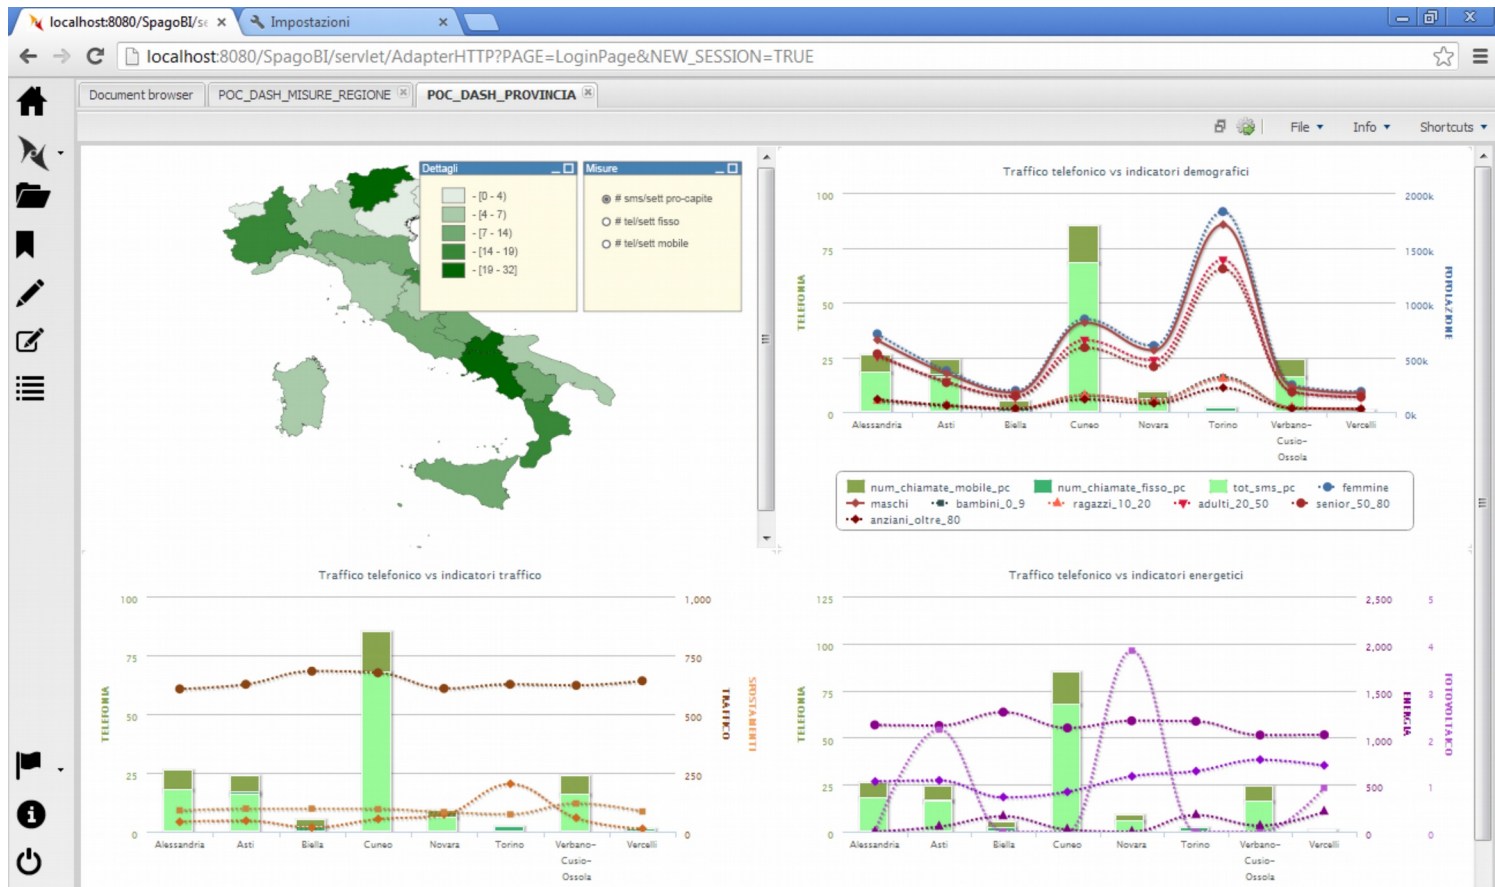 localhost:8080/SpagoBI/se
Impostazioni
localhost:8080/SpagoBI/servlet/AdapterHTTP?PAGE=LoginPage&NEW_SESSION=TRUE
Document browser
POC_DASH_MISURE_REGIONE
POC_DASH_PROVINCIA
File
Info
Shortcuts
Dettagli
- [0 - 4)
- [4 - 7)
- [7 - 14)
- [14 - 19)
- [19 - 32]
Misure
# sms/sett pro-capite
# tel/sett fisso
# tel/sett mobile
Traffico telefonico vs indicatori demografici
100
75
50
25
0
TELEFONIA
2000k
1500k
1000k
500k
0k
POPOLAZIONE
Alessandria
Asti
Biella
Cuneo
Novara
Torino
Verbano-
Cusio-
Ossola
Vercelli
num_chiamate_mobile_pc
num_chiamate_fisso_pc
tot_sms_pc
femmine
maschi
bambini_0_9
ragazzi_10_20
adulti_20_50
senior_50_80
anziani_oltre_80
Traffico telefonico vs indicatori traffico
100
75
50
25
0
TELEFONIA
1,000
750
500
250
0
TRAFFICO
SPOSTAMENTI
Alessandria
Asti
Biella
Cuneo
Novara
Torino
Verbano-
Cusio-
Ossola
Vercelli
Traffico telefonico vs indicatori energetici
125
100
75
50
25
0
TELEFONIA
2,500
2,000
1,500
1,000
500
0
ENERGIA
5
4
3
2
1
0
FOTOVOLTAICO
Alessandria
Asti
Biella
Cuneo
Novara
Torino
Verbano-
Cusio-
Ossola
Vercelli